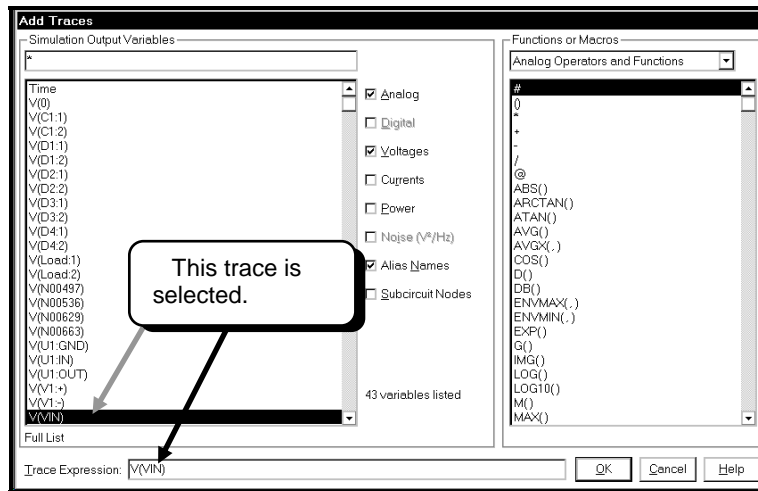 Add Traces
Simulation Output Variables
*
Time
V(0)
V(C1:1)
V(C1:2)
V(D1:1)
V(D1:2)
V(D2:1)
V(D2:2)
V(D3:1)
V(D3:2)
V(D4:1)
V(D4:2)
V(Load:1)
V(Load:2)
V(N00497)
V(N00536)
V(N00629)
V(N00663)
V(U1:GND)
V(U1:IN)
V(U1:OUT)
V(V1:+)
V(V1:-)
V(VIN)
Full List
Analog
Digital
Voltages
Currents
Power
Noise (V²/Hz)
Alias Names
Subcircuit Nodes
43 variables listed
This trace is
selected.
Functions or Macros
Analog Operators and Functions
#
()
*
+
-
/
@
ABS()
ARCTAN()
ATAN()
AVG()
AVGX(,)
COS()
D()
DB()
ENVMAX(,)
ENVMIN(,)
EXP()
G()
IMG()
LOG()
LOG10()
M()
MAX()
Trace Expression: V(VIN)
OK Cancel Help